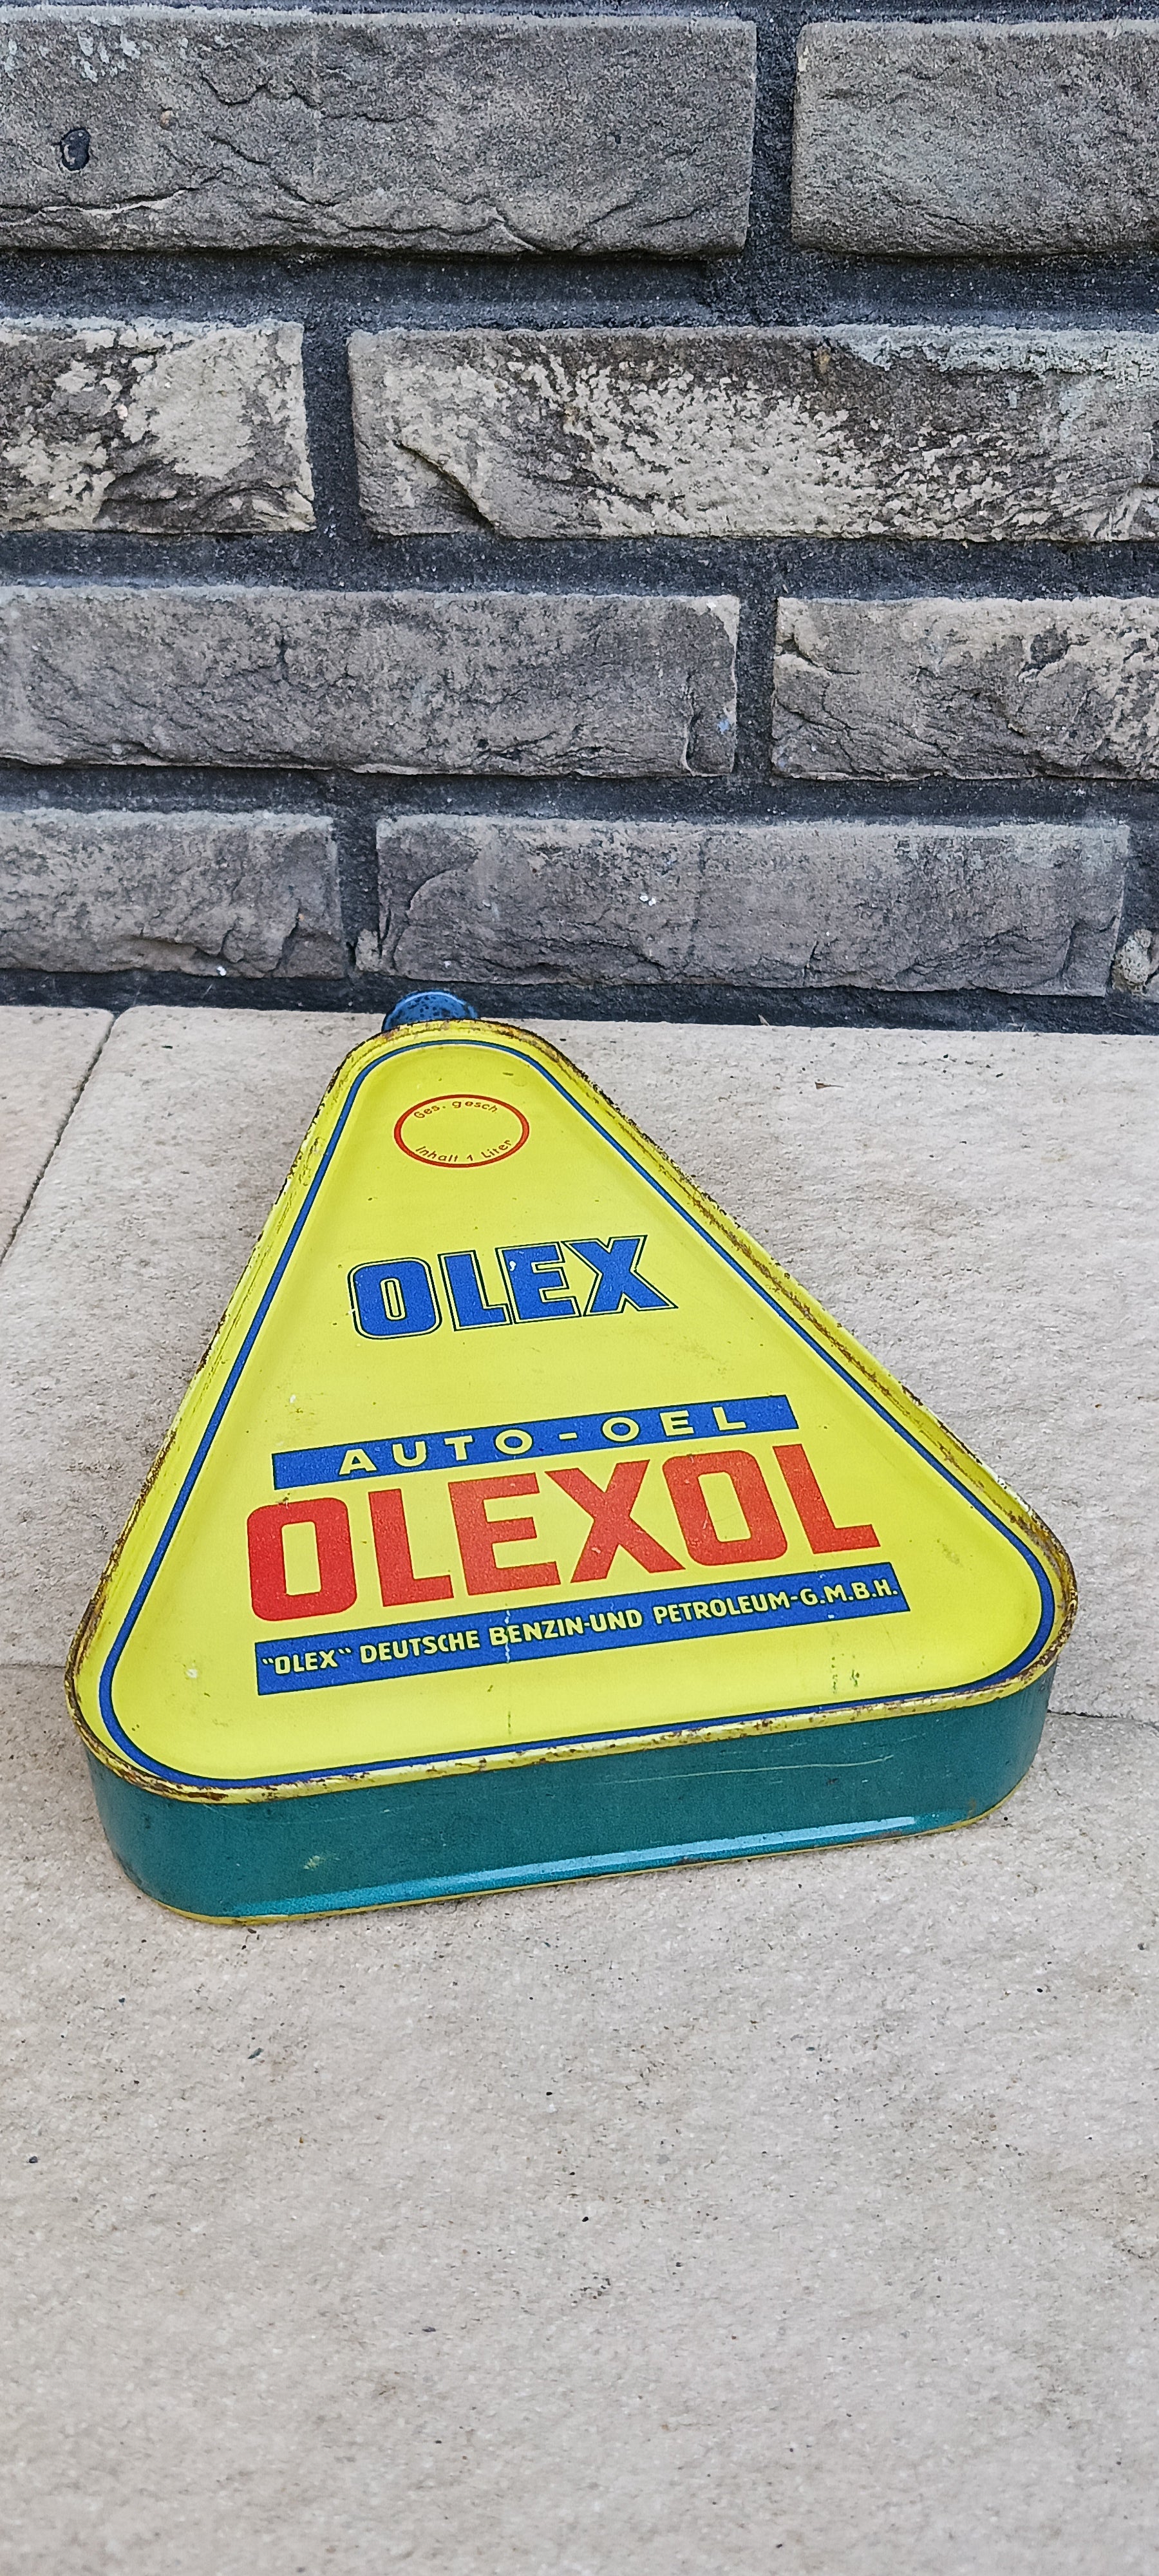 Ges. gesch.
Inhalt 1 Liter
OLEX
AUTO-OEL
OLEXOL
"OLEX" DEUTSCHE BENZIN-UND PETROLEUM-G.M.B.H.